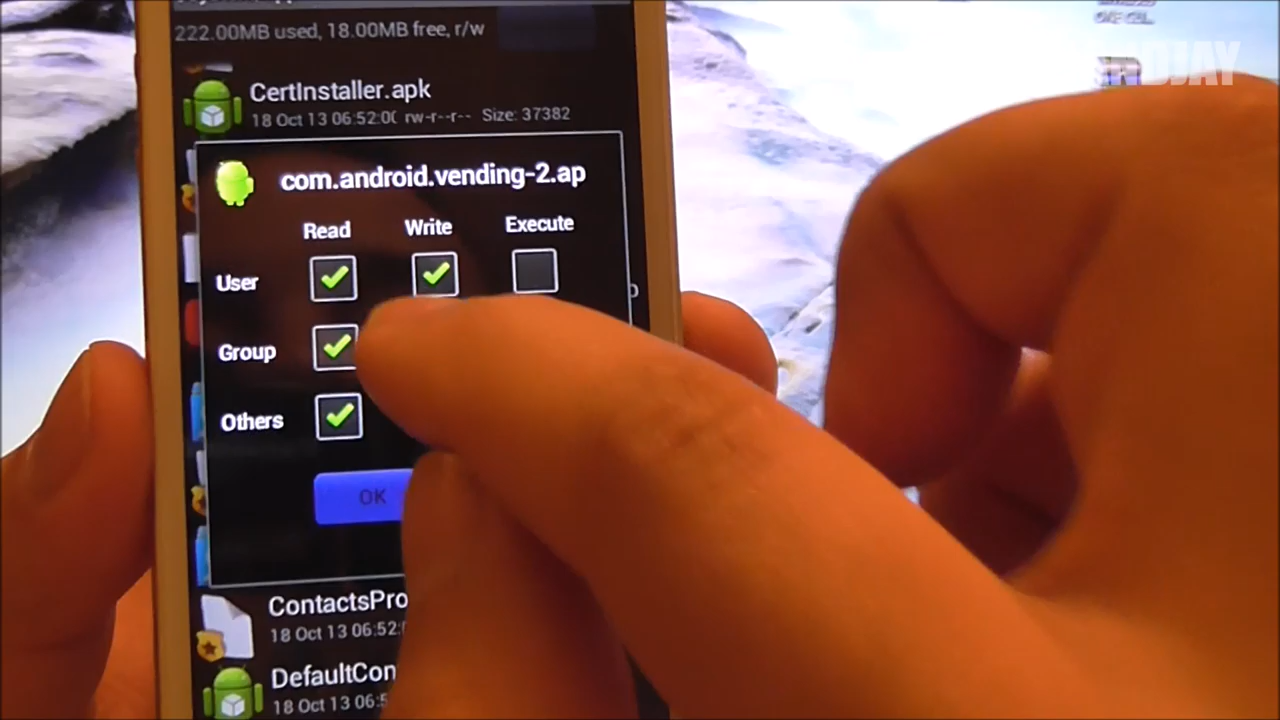 222.00MB used, 18.00MB free, r/w
CertInstaller.apk
18 Oct 13 06:52:0( rw-r--r-- Size: 37382
com.android.vending-2.ap
Read Write Execute
User
Group
Others
OK
ContactsPro
18 Oct 13 06:52:
DefaultCon
18 Oct 13 06:5